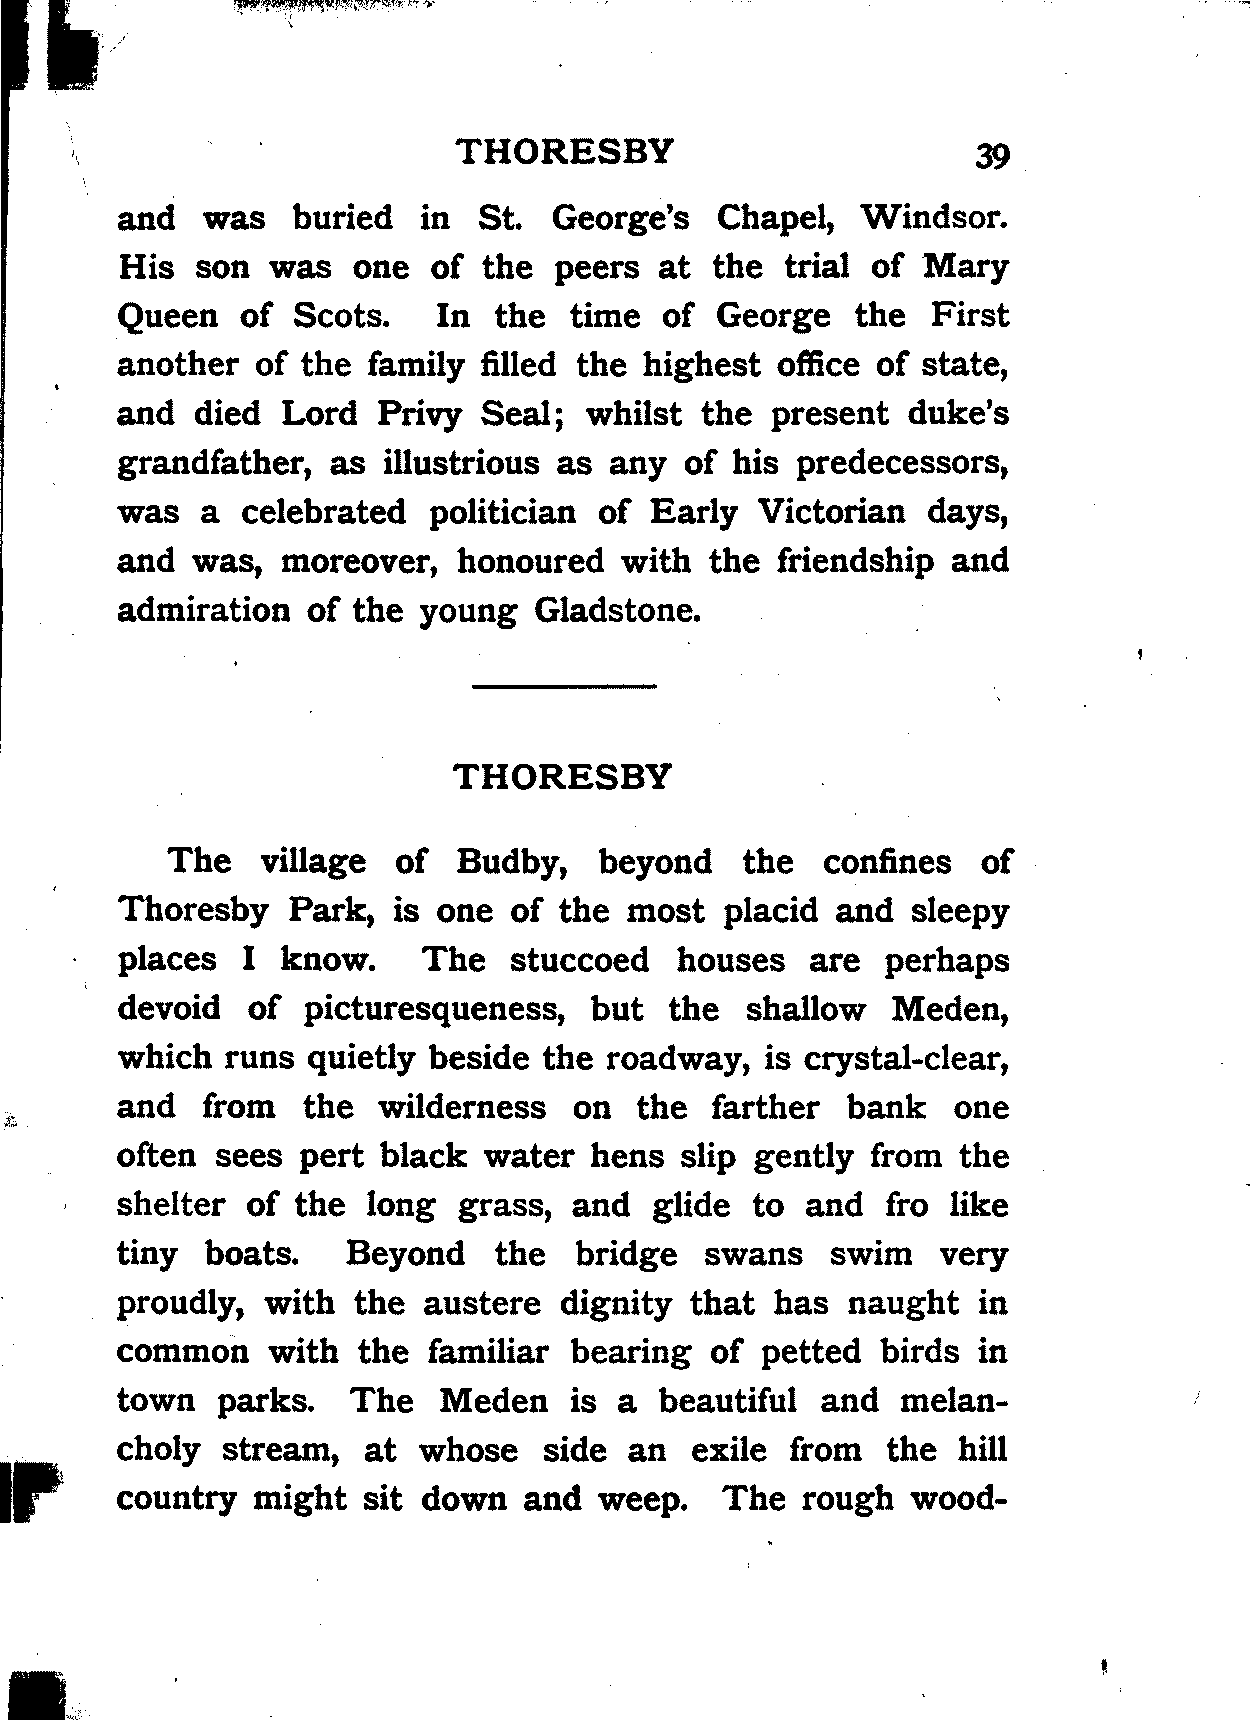 THORESBY 39
and was buried in St. George's Chapel, Windsor.
His son was one of the peers at the trial of Mary
Queen of Scots. In the time of George the First
another of the family filled the highest office of state,
and died Lord Privy Seal; whilst the present duke's
grandfather, as illustrious as any of his predecessors,
was a celebrated politician of Early Victorian days,
and was, moreover, honoured with the friendship and
admiration of the young Gladstone.
THORESBY
The village of Budby, beyond the confines of
Thoresby Park, is one of the most placid and sleepy
places I know. The stuccoed houses are perhaps
devoid of picturesqueness, but the shallow Meden,
which runs quietly beside the roadway, is crystal-clear,
and from the wilderness on the farther bank one
often sees pert black water hens slip gently from the
shelter of the long grass, and glide to and fro like
tiny boats. Beyond the bridge swans swim very
proudly, with the austere dignity that has naught in
common with the familiar bearing of petted birds in
town parks. The Meden is a beautiful and melan-
choly stream, at whose side an exile from the hill
country might sit down and weep. The rough wood-